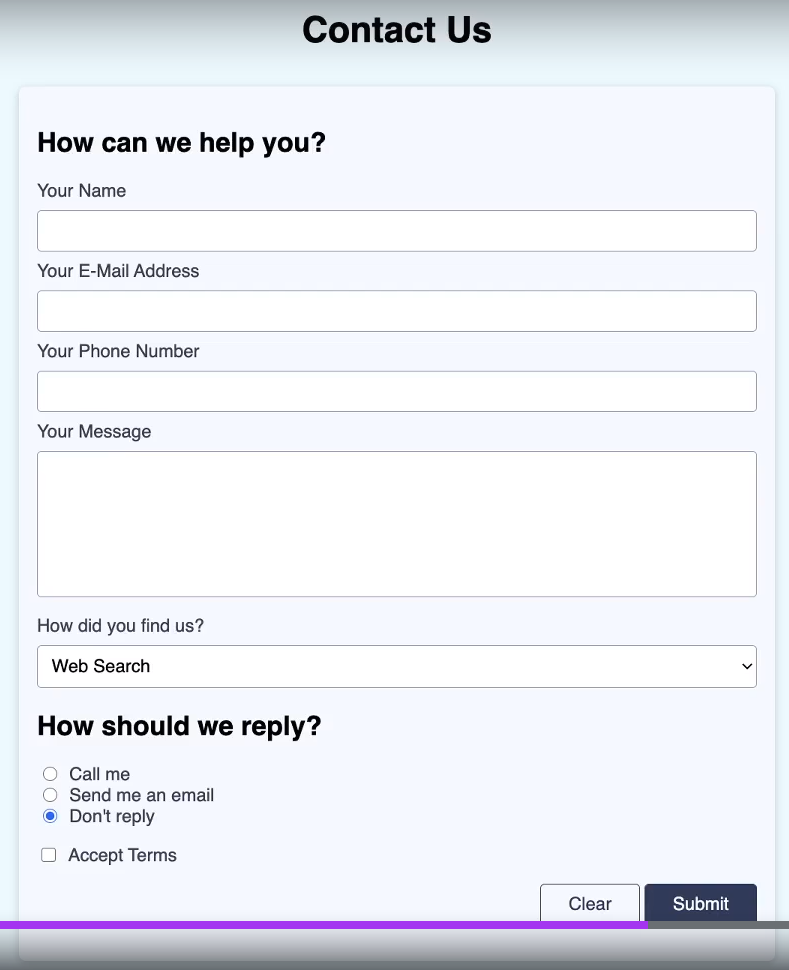 Contact Us
How can we help you?
Your Name
Your E-Mail Address
Your Phone Number
Your Message
How did you find us?
Web Search
How should we reply?
Call me
Send me an email
Don't reply
Accept Terms
Clear Submit